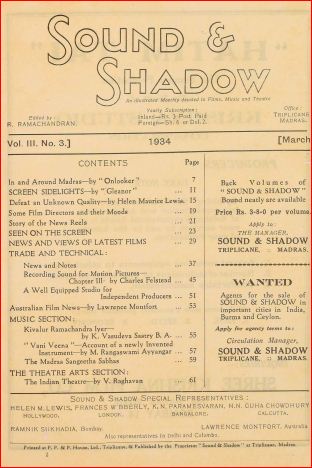 SOUND &
SHADOW
An illustrated Monthly devoted to Films, Music and Theatre
Edited by :
R. RAMACHANDRAN.
Yearly Subscription:
Inland—Rs. 3 Post Paid
Foreign—Sh. 6 or Dol. 2.
Office :
TRIPLICANE
MADRAS.
Vol. III. No. 3.]
1934
[March
CONTENTS Page
In and Around Madras—by "Onlooker" ... 7
SCREEN SIDELIGHTS—by "Gleanor" ... 11
Defeat an Unknown Quality—by Helen Maurice Lewis. 15
Some Film Directors and their Moods ... 19
Story of the News Reels ... 21
SEEN ON THE SCREEN ... 23
NEWS AND VIEWS OF LATEST FILMS ... 29
TRADE AND TECHNICAL:
News and Notes ... 37
Recording Sound for Motion Pictures—
Chapter III by Charles Felstead ... 45
A Well Equipped Studio for
Independent Producers ... 51
Australian Film News—by Lawrence Montfort ... 53
MUSIC SECTION:
Kivalur Ramachandra Iyer—
by K. Vasudeva Sastry B. A. ... 55
"Vani Veena"—Account of a newly Invented
Instrument—by M. Rangaswami Ayyangar ... 57
The Madras Sangeetha Sabhas ... 59
THE THEATRE ARTS SECTION:
The Indian Theatre—by V. Raghavan ... 61
Back Volumes of
"SOUND & SHADOW"
Bound neatly are available
Price Rs. 3-8-0 per volume.
Apply to:
THE MANAGER,
SOUND & SHADOW
TRIPLICANE, :: MADRAS.
WANTED
Agents for the sale of
SOUND & SHADOW in
important cities in India,
Burma and Ceylon.
Apply for agency terms to :
Circulation Manager,
SOUND & SHADOW
TRIPLICANE, :: MADRAS.
SOUND & SHADOW SPECIAL REPRESENTATIVES :
HELEN M. LEWIS, FRANCES W BBERLY, K.N. PARAMESVARAN, N.N. GUHA CHOWDHURY
HOLLYWOOD. LONDON. BANGALORE. CALCUTTA.
RAMNIK SHIKHADIA, Bombay. LAWRENCE MONTFORT, Australia.
Also representatives in Delhi and Colombo.
Printed at P. P. & P. House, Ltd., Triplicane, & Published by the Proprietors "Sound & Shadow" at Triplicane, Madras.